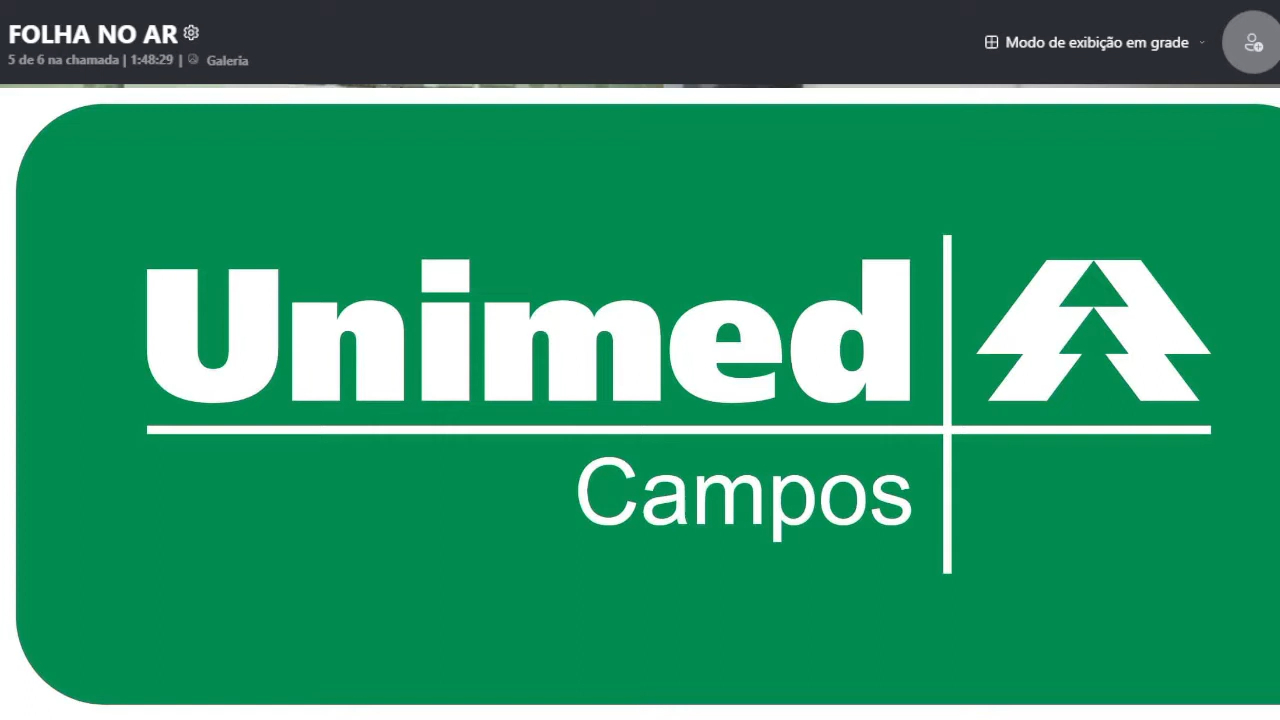 FOLHA NO AR
5 de 6 na chamada | 1:48:29 | Galeria
Modo de exibição em grade
Unimed
Campos